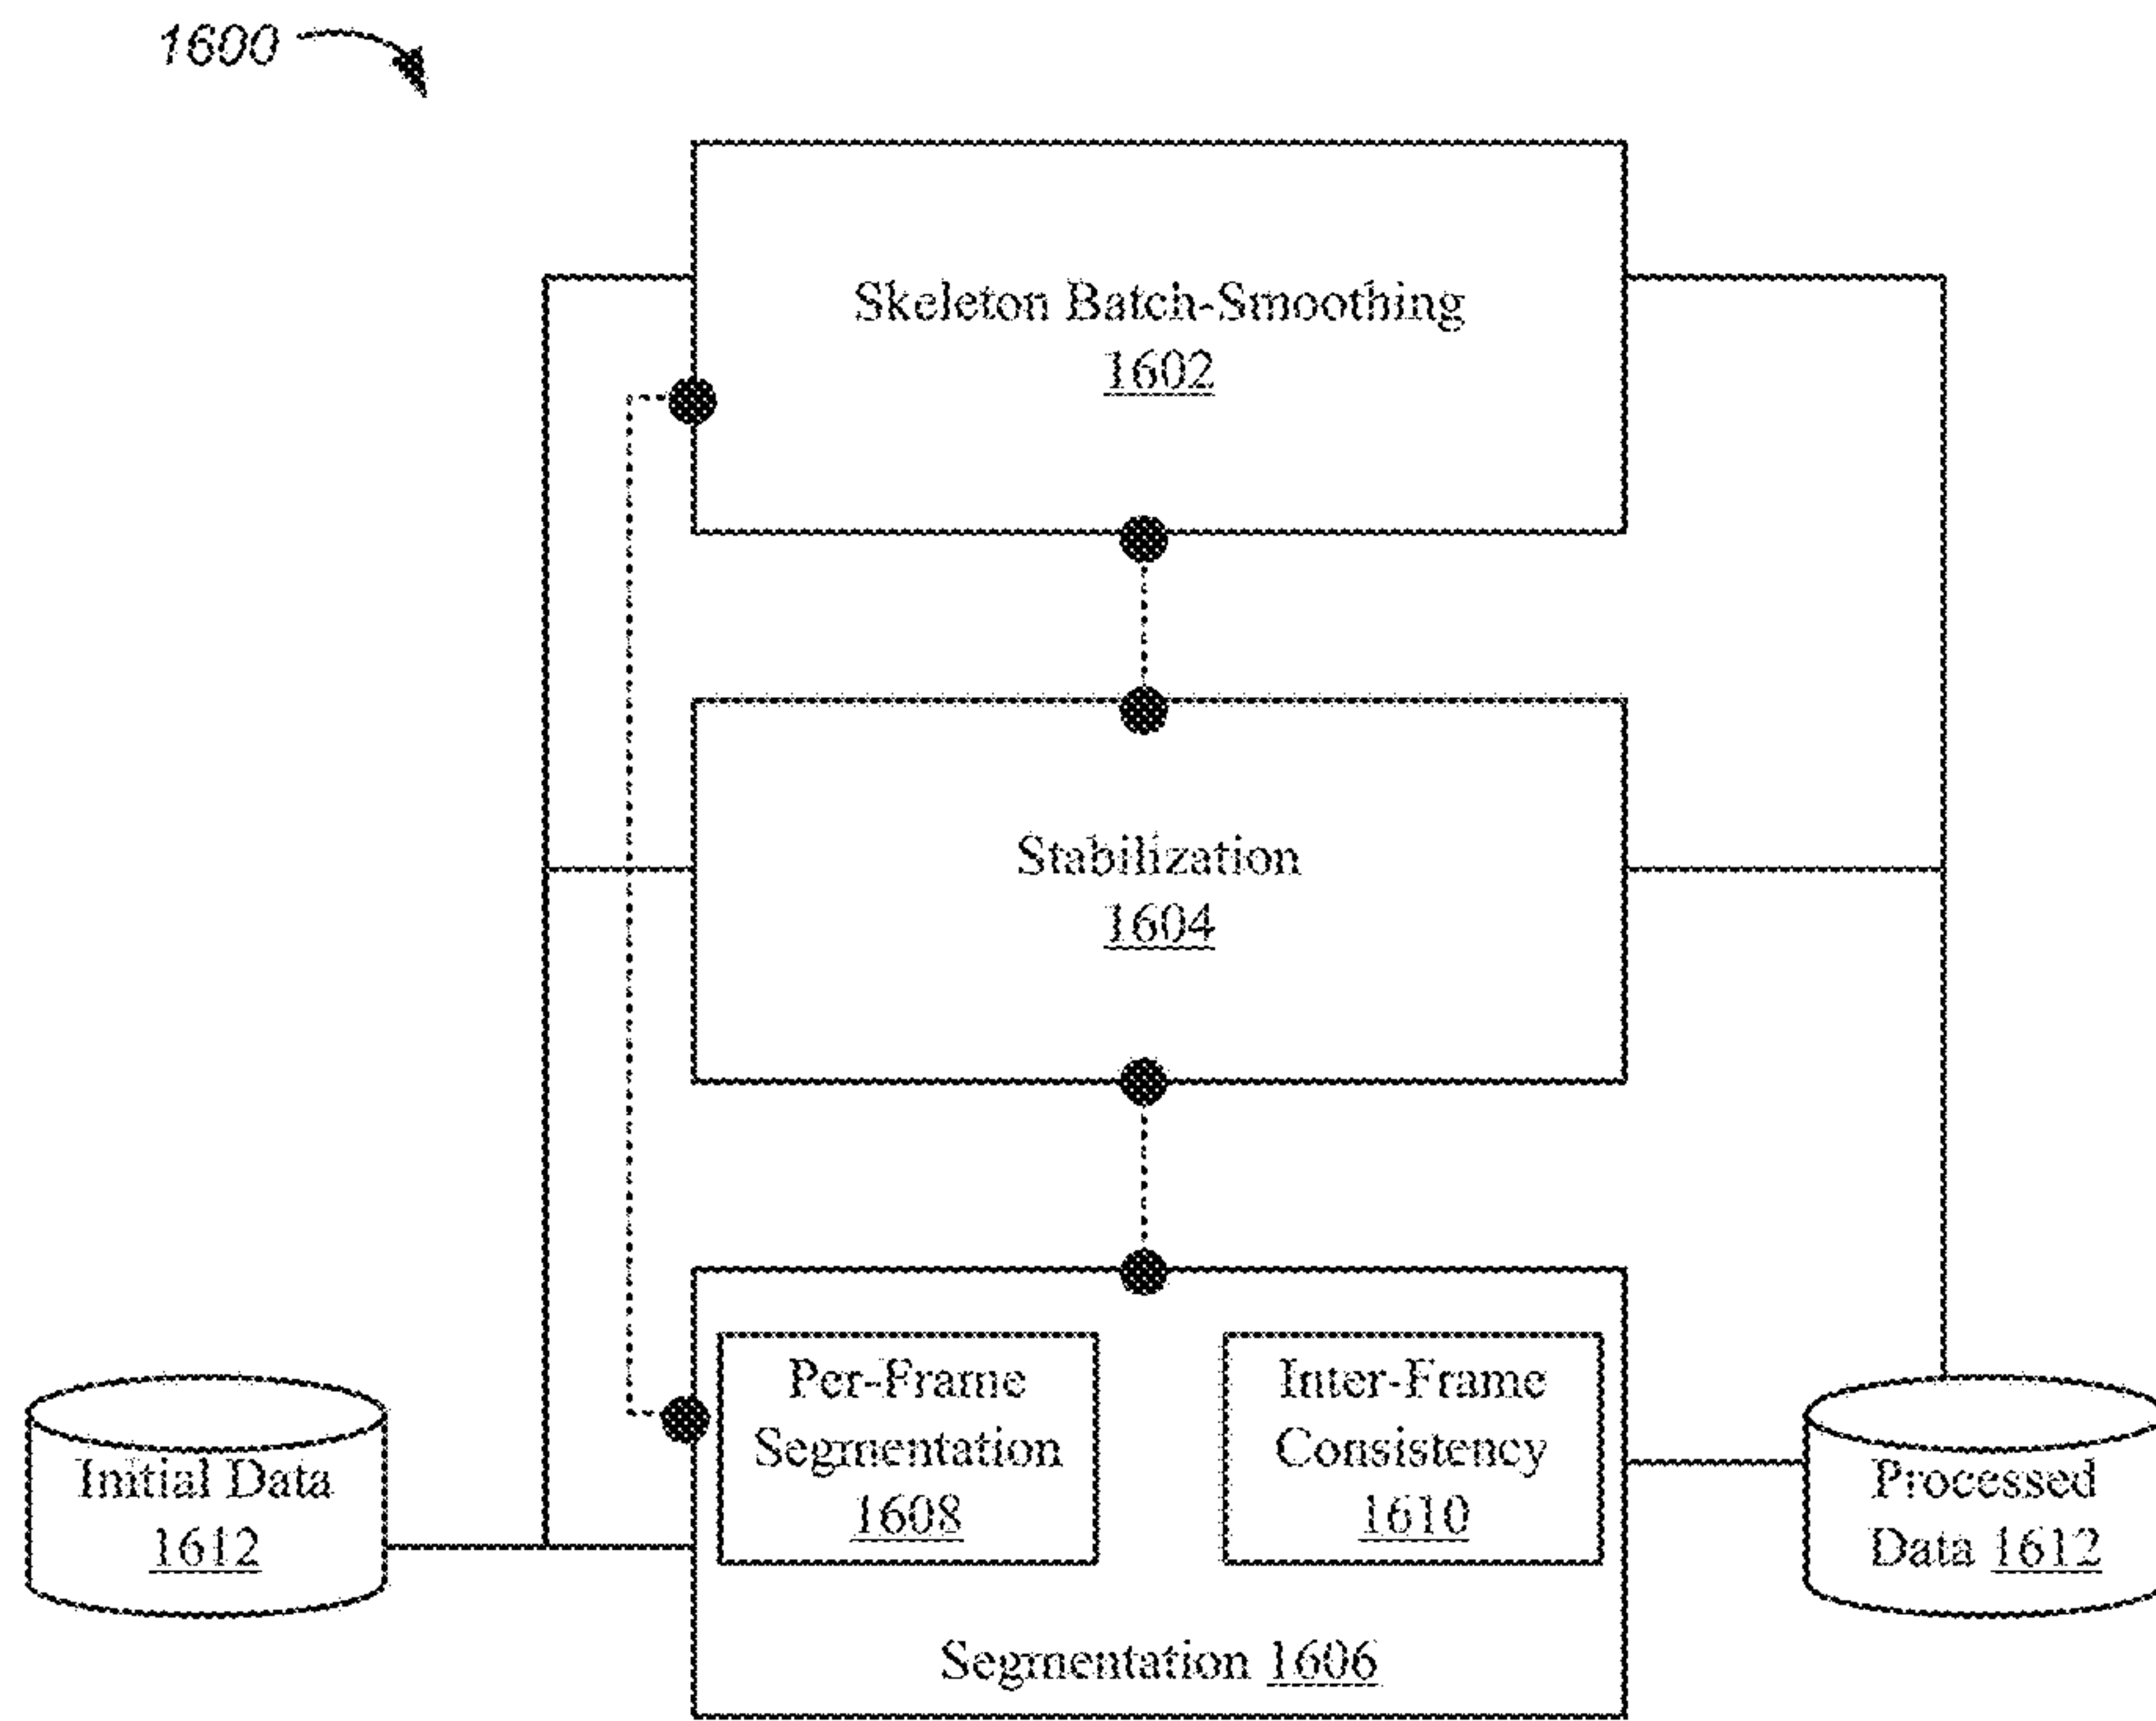 1600
Skeleton Batch-Smoothing
1602
Stabilization
1604
Per-Frame
Segmentation
1608
Inter-Frame
Consistency
1610
Segmentation 1606
Initial Data
1612
Processed
Data 1612